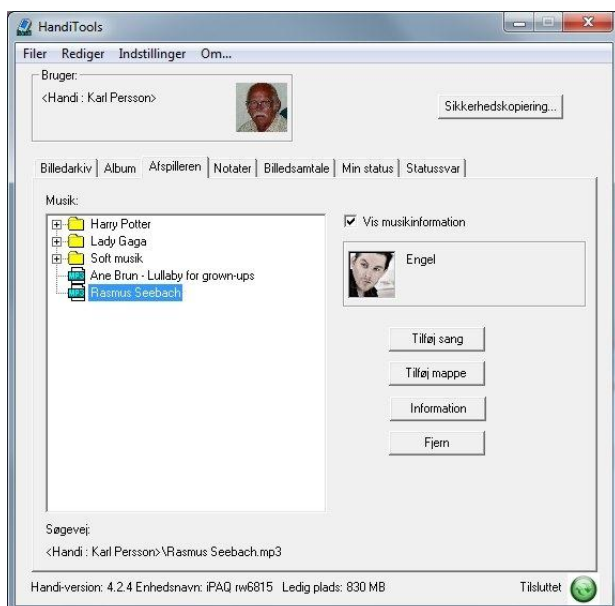 HandiTools
Filer Rediger Indstillinger Om...
Bruger:
<Handi : Karl Persson>
Sikkerhedskopiering...
Billedarkiv Album Afspilleren Notater Billedsamtale Min status Statussvar
Musik:
Harry Potter
Lady Gaga
Soft musik
MP3 Ane Brun - Lullaby for grown-ups
MP3 Rasmus Seebach
Vis musikinformation
Engel
Tilføj sang
Tilføj mappe
Information
Fjern
Søgevej:
<Handi : Karl Persson>\Rasmus Seebach.mp3
Handi-version: 4.2.4 Enhedsnavn: iPAQ rw6815 Ledig plads: 830 MB Tilsluttet